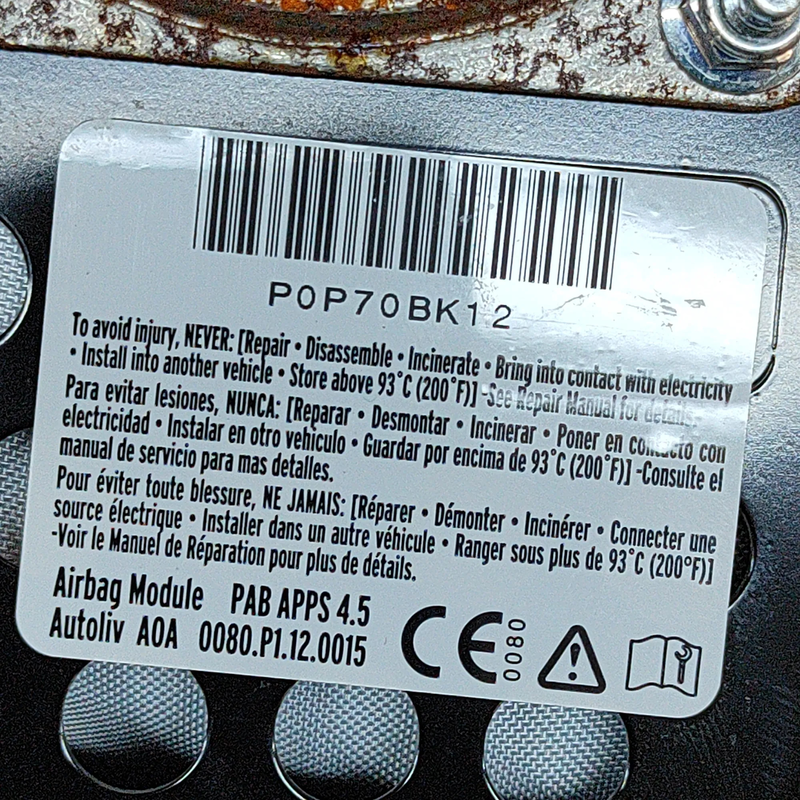 P0P70BK12
To avoid injury, NEVER: [Repair • Disassemble • Incinerate • Bring into contact with electricity
• Install into another vehicle • Store above 93°C (200°F)] -See Repair Manual for details.
Para evitar lesiones, NUNCA: [Reparar • Desmontar • Incinerar • Poner en contacto con
electricidad • Instalar en otro vehiculo • Guardar por encima de 93°C (200°F)] -Consulte el
manual de servicio para mas detalles.
Pour éviter toute blessure, NE JAMAIS: [Réparer • Démonter • Incinérer • Connecter une
source électrique • Installer dans un autre véhicule • Ranger sous plus de 93°C (200°F)]
-Voir le Manuel de Réparation pour plus de détails.
Airbag Module PAB APPS 4.5
Autoliv AOA 0080.P1.12.0015
CE 0080